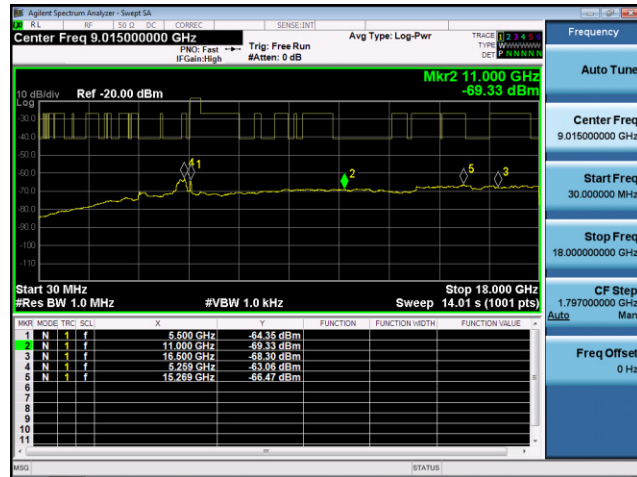 Agilent Spectrum Analyzer - Swept SA
RL RF 50 Ω DC CORREC SENSE:INT
Center Freq 9.015000000 GHz
PNO: Fast
IFGain:High
Trig: Free Run
#Atten: 0 dB
Avg Type: Log-Pwr
TRACE 1 2 3 4 5 6
TYPE WWWWWW
DET P N N N N N
Mkr2 11.000 GHz
-69.33 dBm
10 dB/div Ref -20.00 dBm
Log
-30.0
-40.0
-50.0
-60.0
-70.0
-80.0
-90.0
-100
-110
4 1 2 5 3
Start 30 MHz Stop 18.000 GHz
#Res BW 1.0 MHz #VBW 1.0 kHz Sweep 14.01 s (1001 pts)
MKR MODE TRC SCL X Y FUNCTION FUNCTION WIDTH FUNCTION VALUE
1 N 1 f 5.500 GHz -64.35 dBm
2 N 1 f 11.000 GHz -69.33 dBm
3 N 1 f 16.500 GHz -68.30 dBm
4 N 1 f 5.259 GHz -63.06 dBm
5 N 1 f 15.269 GHz -66.47 dBm
6
7
8
9
10
11
MSG STATUS
Frequency
Auto Tune
Center Freq
9.015000000 GHz
Start Freq
30.000000 MHz
Stop Freq
18.000000000 GHz
CF Step
1.797000000 GHz
Auto Man
Freq Offset
0 Hz